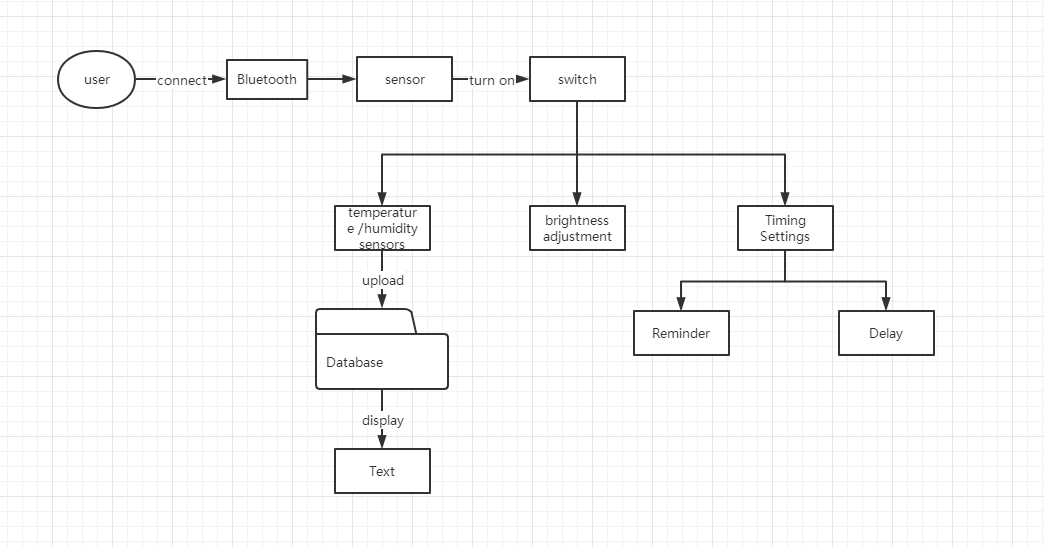 user
connect
Bluetooth
sensor
turn on
switch
temperatur
e /humidity
sensors
brightness
adjustment
Timing
Settings
upload
Reminder
Delay
Database
display
Text